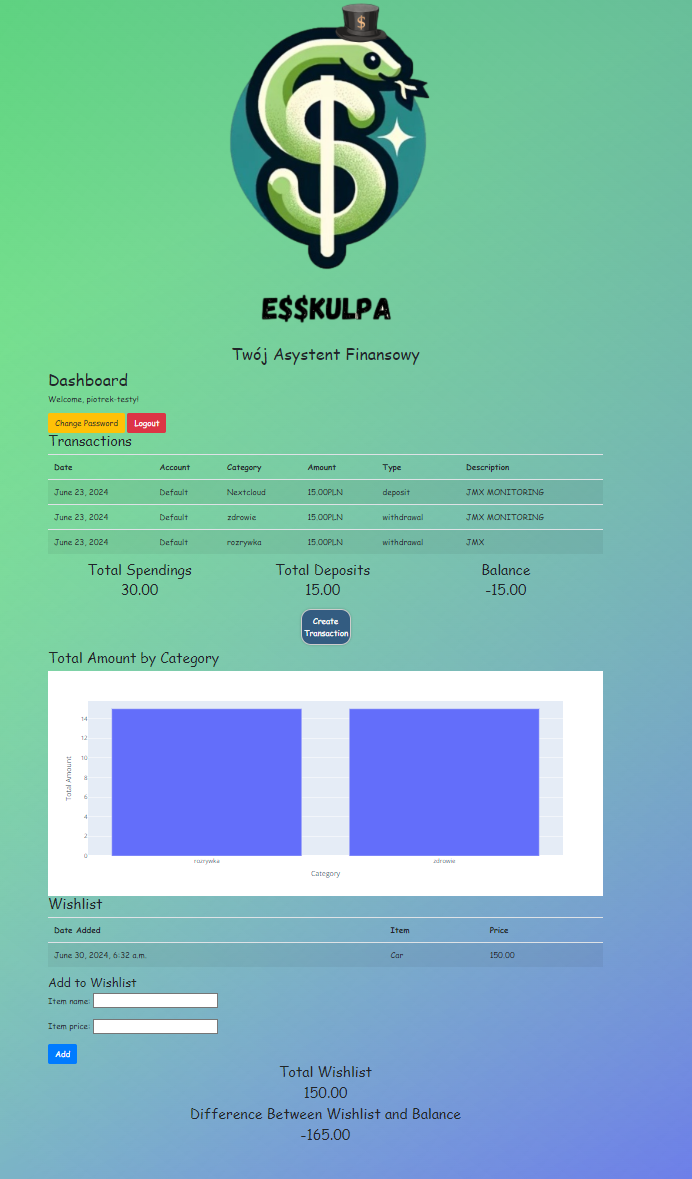 $
E$$KULPA
Twój Asystent Finansowy
Dashboard
Welcome, piotrek-testy!
Change Password Logout
Transactions
Date Account Category Amount Type Description
June 23, 2024 Default Nextcloud 15.00PLN deposit JMX MONITORING
June 23, 2024 Default zdrowie 15.00PLN withdrawal JMX MONITORING
June 23, 2024 Default rozrywka 15.00PLN withdrawal JMX
Total Spendings Total Deposits Balance
30.00 15.00 -15.00
Create
Transaction
Total Amount by Category
14
12
10
8
6
4
2
0
Total Amount
rozrywka zdrowie
Category
Wishlist
Date Added Item Price
June 30, 2024, 6:32 a.m. Car 150.00
Add to Wishlist
Item name:
Item price:
Add
Total Wishlist
150.00
Difference Between Wishlist and Balance
-165.00